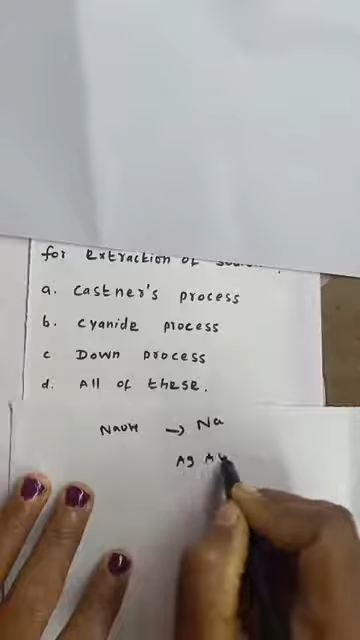 for extraction of
a. Castner's process
b. Cyanide process
c Down process
d. All of these.
NaOH → Na
Ag